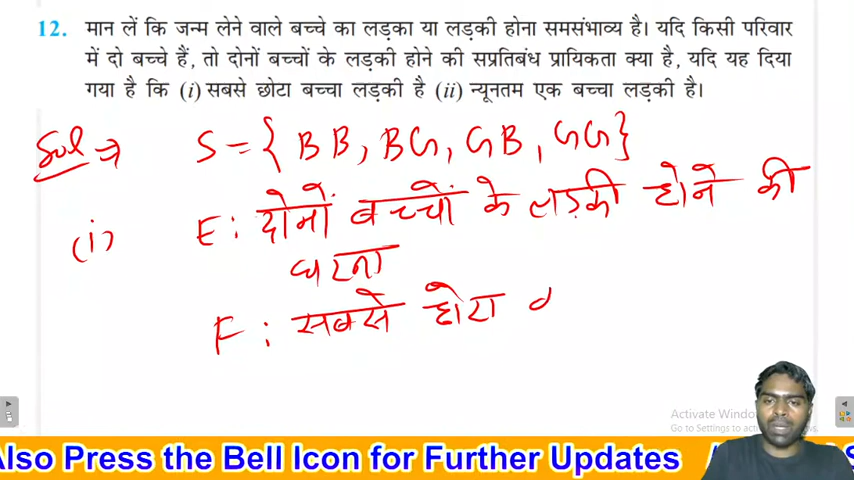 12. मान लें कि जन्म लेने वाले बच्चे का लड़का या लड़की होना समसंभाव्य है। यदि किसी परिवार
में दो बच्चे हैं, तो दोनों बच्चों के लड़की होने की सप्रतिबंध प्रायिकता क्या है, यदि यह दिया
गया है कि (i) सबसे छोटा बच्चा लड़की है (ii) न्यूनतम एक बच्चा लड़की है।
Sol ⇒ S = { BB, BG, GB, GG}
(i) E : दोनों बच्चों के लड़की होने की
घटना
F : सबसे छोटा
Activate Window
Go to Settings to activate
Also Press the Bell Icon for Further Updates